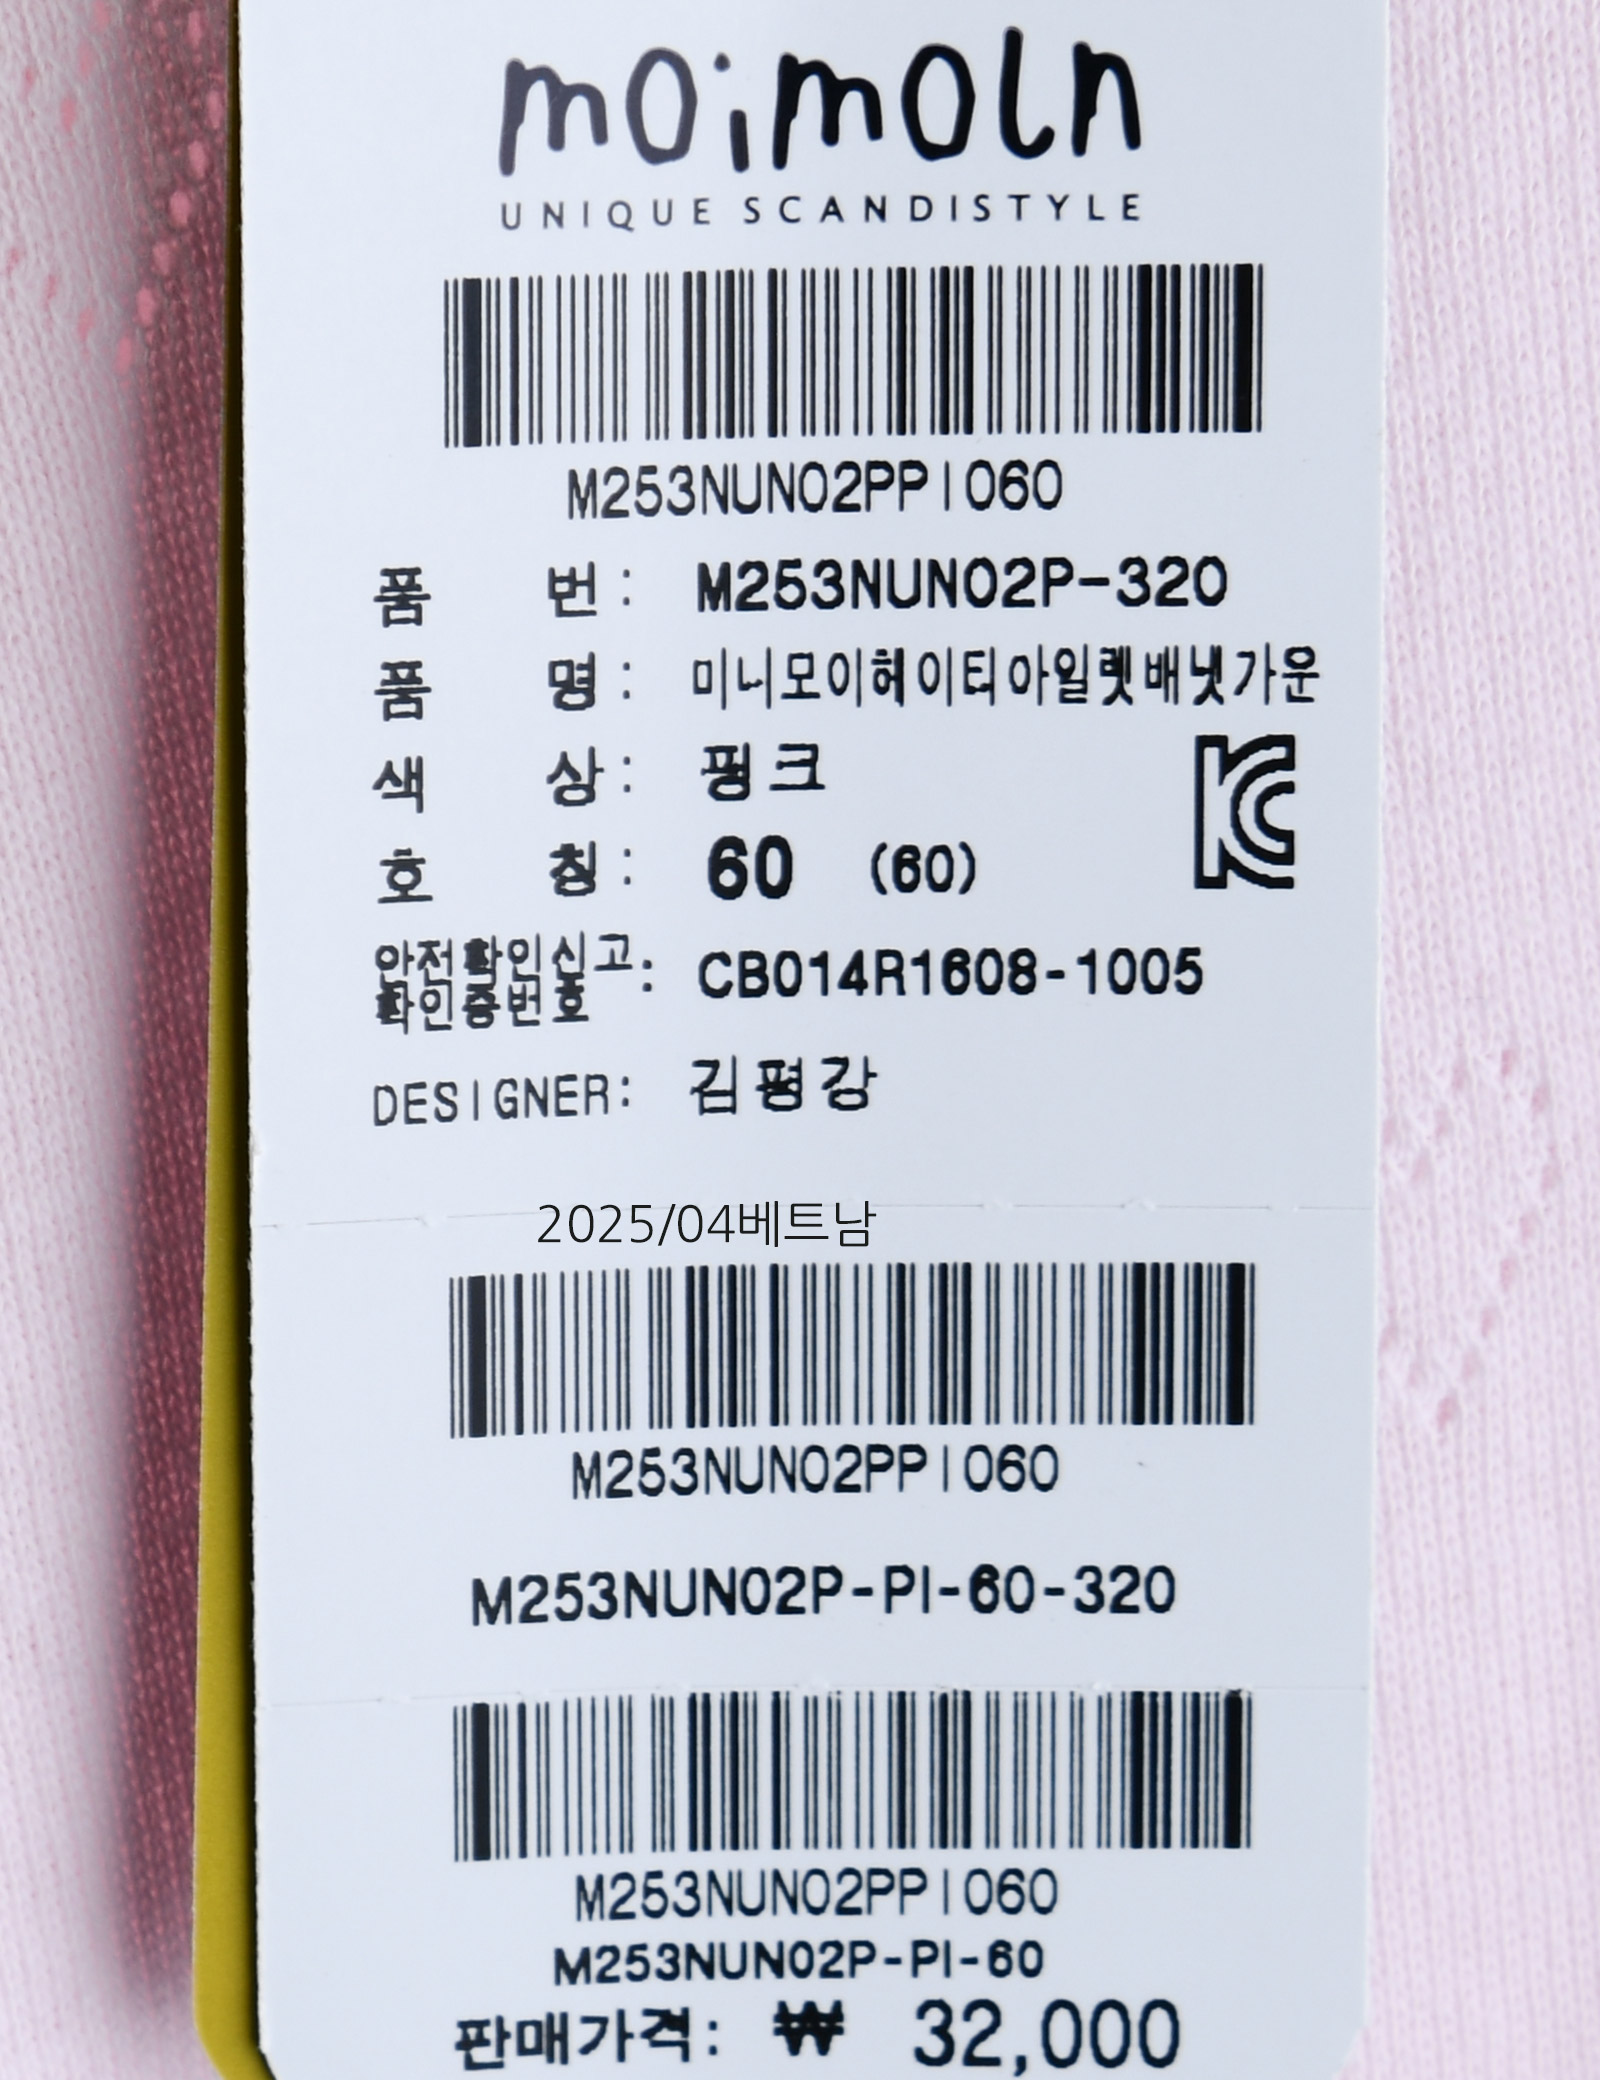 moimoln
UNIQUE SCANDISTYLE
M253NUN02PPI060
품 번: M253NUN02P-320
품 명: 미니모이헤이티아일렛배냇가운
색 상: 핑크
호 칭: 60 (60)
안전확인신고
확인증번호: CB014R1608-1005
DESIGNER: 김평강
2025/04베트남
M253NUN02PPI060
M253NUN02P-PI-60-320
M253NUN02PPI060
M253NUN02P-PI-60
판매가격: ₩ 32,000